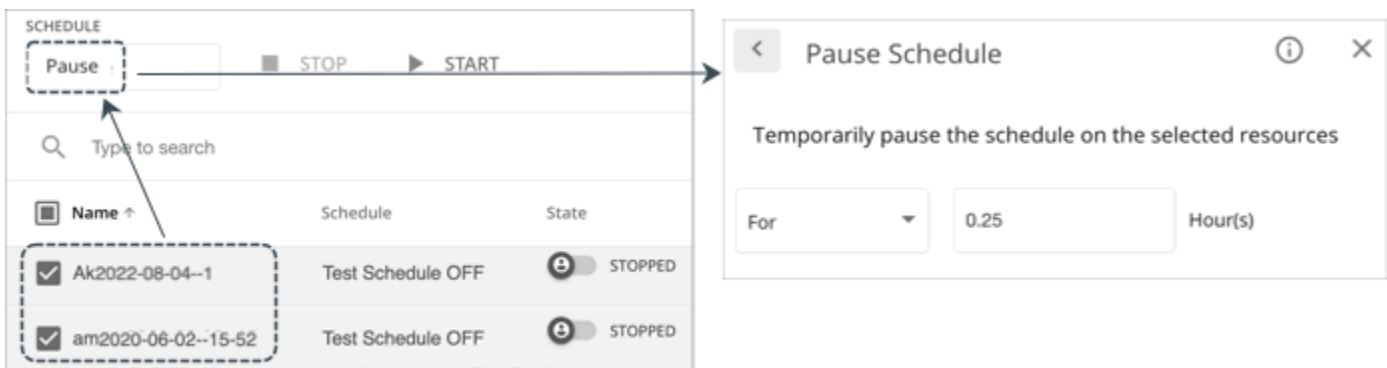 SCHEDULE
Pause
STOP
START
Type to search
Name ↑
Schedule
State
Ak2022-08-04--1
Test Schedule OFF
STOPPED
am2020-06-02--15-52
Test Schedule OFF
STOPPED
Pause Schedule
Temporarily pause the schedule on the selected resources
For
0.25
Hour(s)